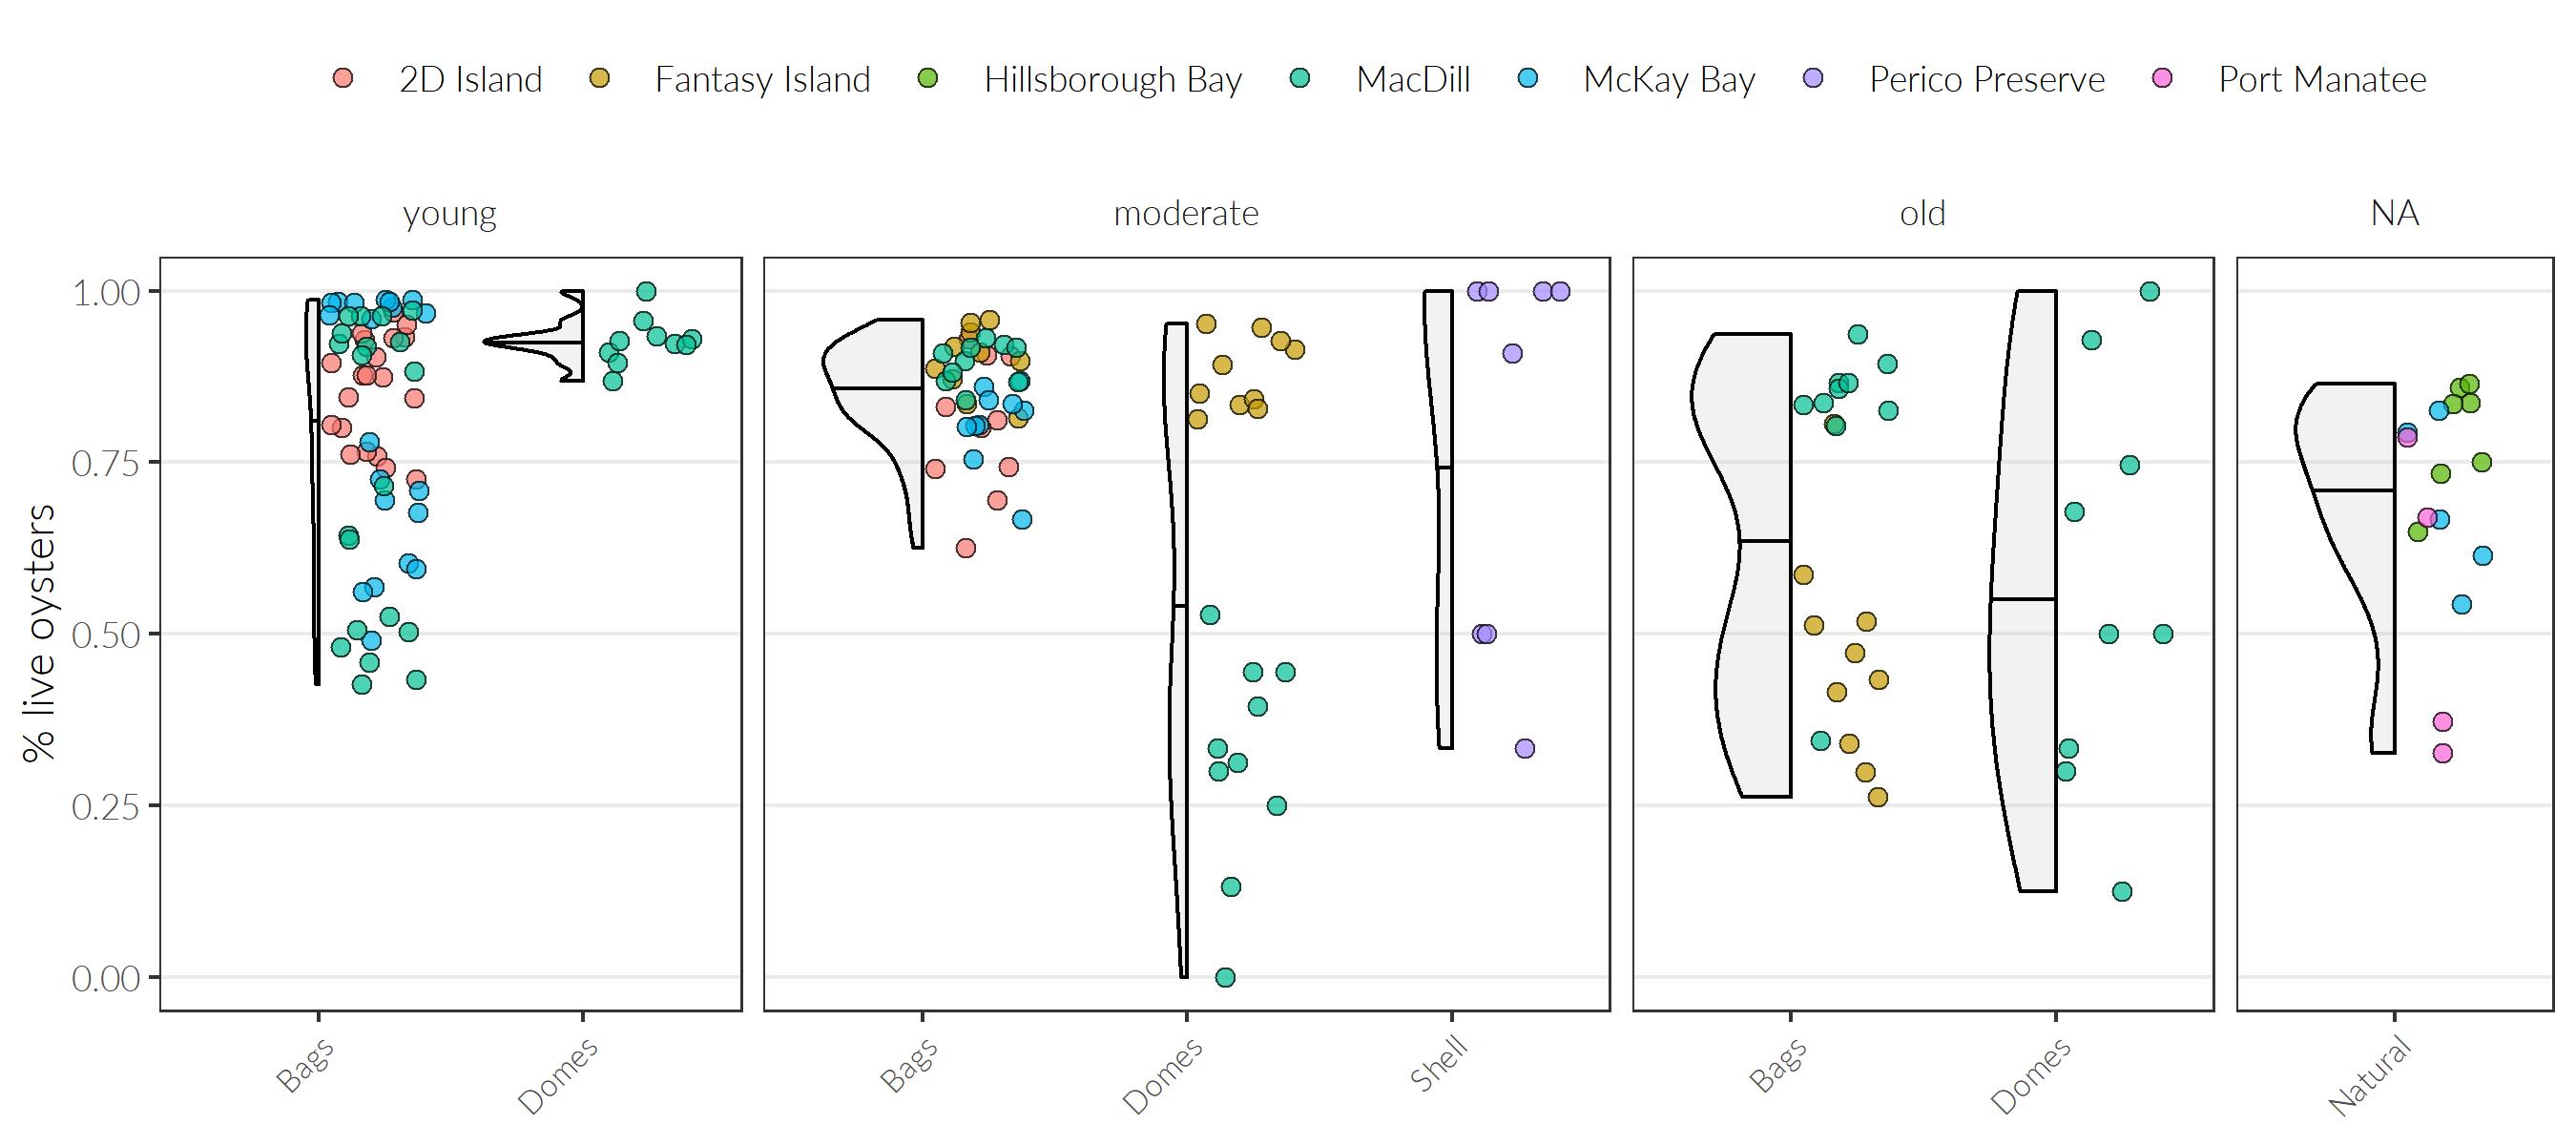 2D Island Fantasy Island Hillsborough Bay MacDill McKay Bay Perico Preserve Port Manatee
young moderate old NA
% live oysters
1.00
0.75
0.50
0.25
0.00
Bags Domes Bags Domes Shell Bags Domes Natural